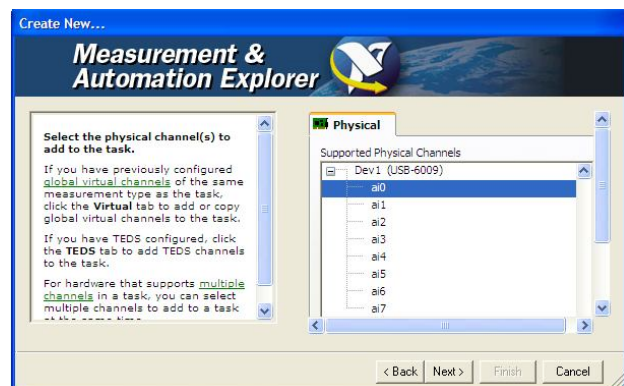 Create New...
Measurement &
Automation Explorer
Select the physical channel(s) to
add to the task.
If you have previously configured
global virtual channels of the same
measurement type as the task,
click the Virtual tab to add or copy
global virtual channels to the task.
If you have TEDS configured, click
the TEDS tab to add TEDS channels
to the task.
For hardware that supports multiple
channels in a task, you can select
multiple channels to add to a task
at the same time.
Physical
Supported Physical Channels
Dev1 (USB-6009)
ai0
ai1
ai2
ai3
ai4
ai5
ai6
ai7
< Back
Next >
Finish
Cancel